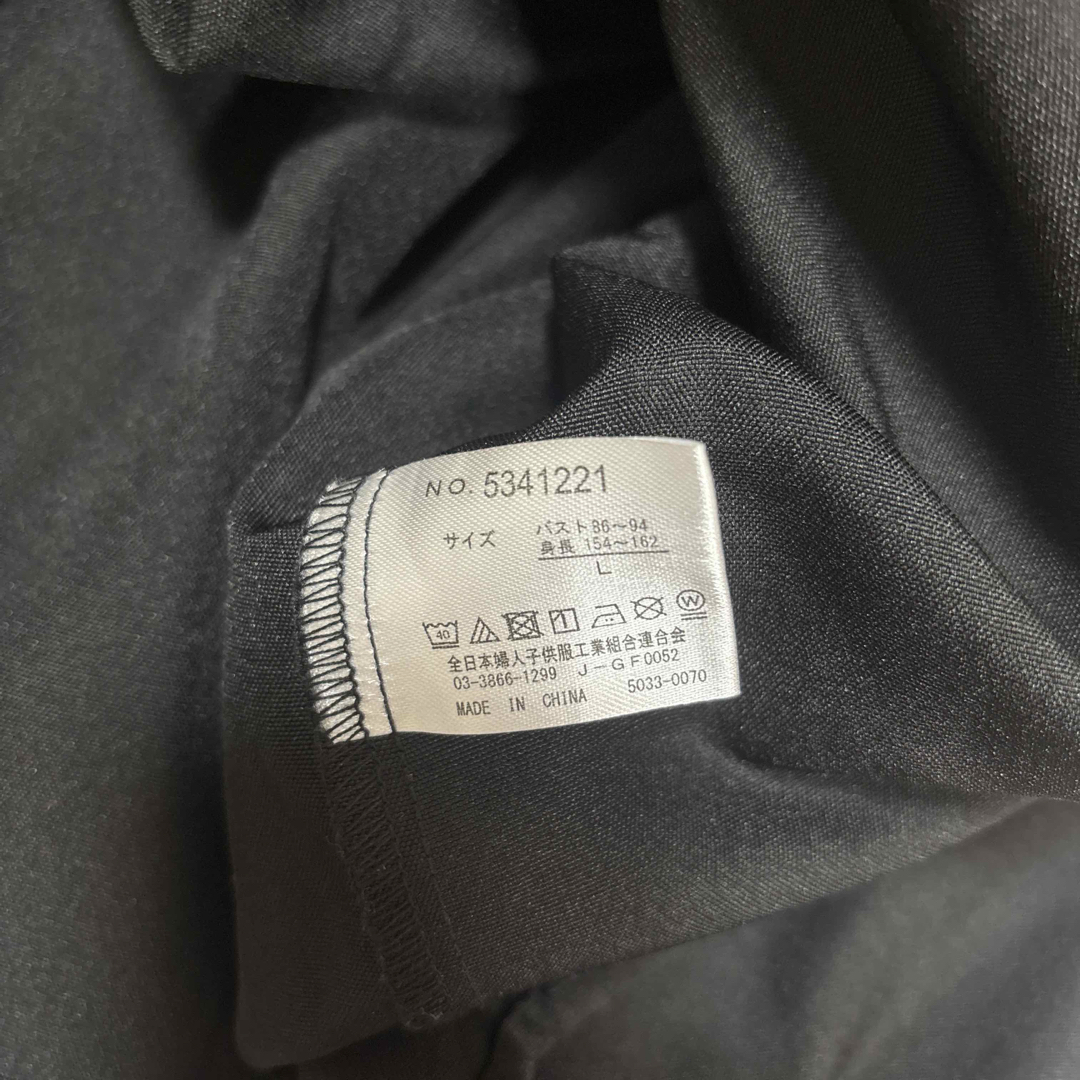 NO. 5341221
サイズ バスト86～94
身長 154～162
L
40 W
全日本婦人子供服工業組合連合会
03-3866-1299 J-GF0052
MADE IN CHINA 5033-0070